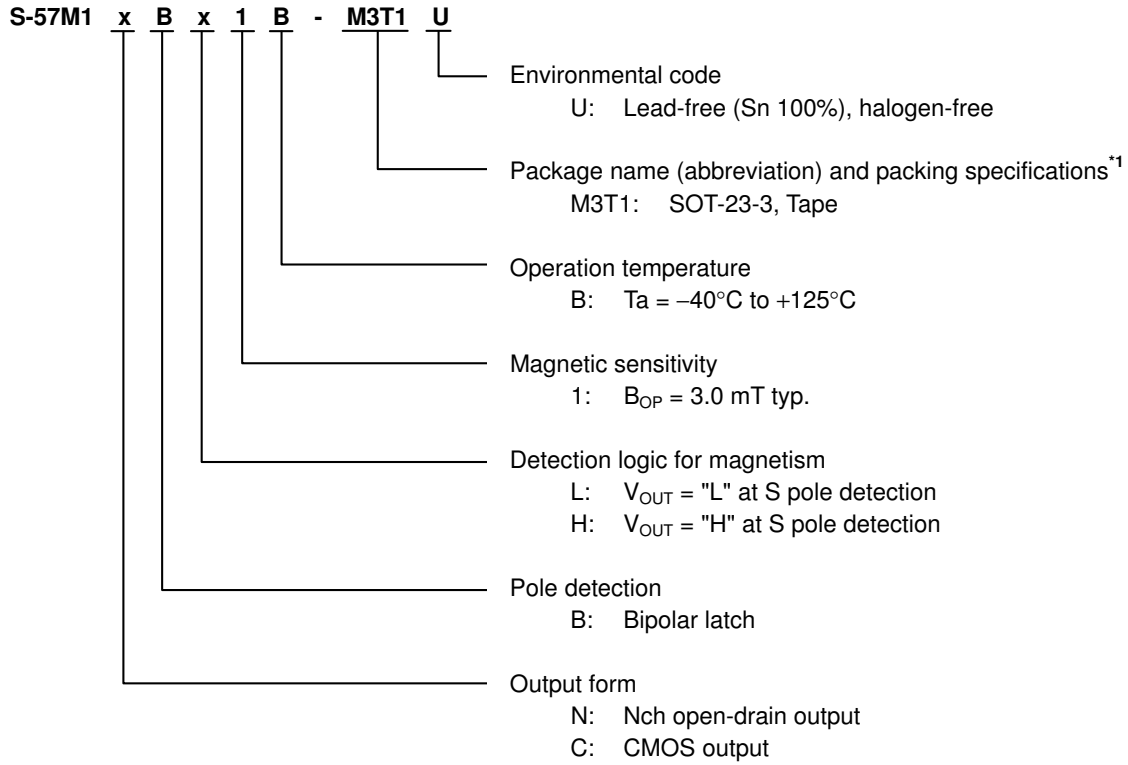 S-57M1 x B x 1 B - M3T1 U
Environmental code
U: Lead-free (Sn 100%), halogen-free
Package name (abbreviation) and packing specifications*1
M3T1: SOT-23-3, Tape
Operation temperature
B: Ta = −40°C to +125°C
Magnetic sensitivity
1: BOP = 3.0 mT typ.
Detection logic for magnetism
L: VOUT = "L" at S pole detection
H: VOUT = "H" at S pole detection
Pole detection
B: Bipolar latch
Output form
N: Nch open-drain output
C: CMOS output